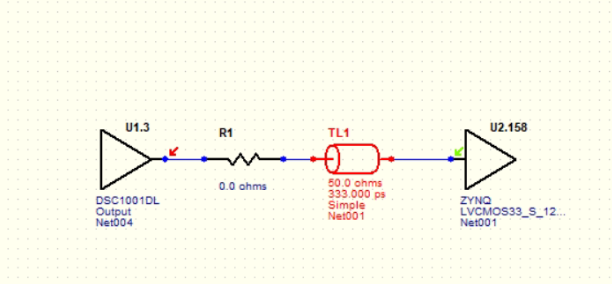 U1.3
R1
TL1
U2.158
0.0 ohms
50.0 ohms
333.000 ps
Simple
Net001
DSC1001DL
Output
Net004
ZYNQ
LVCMOS33_S_12...
Net001